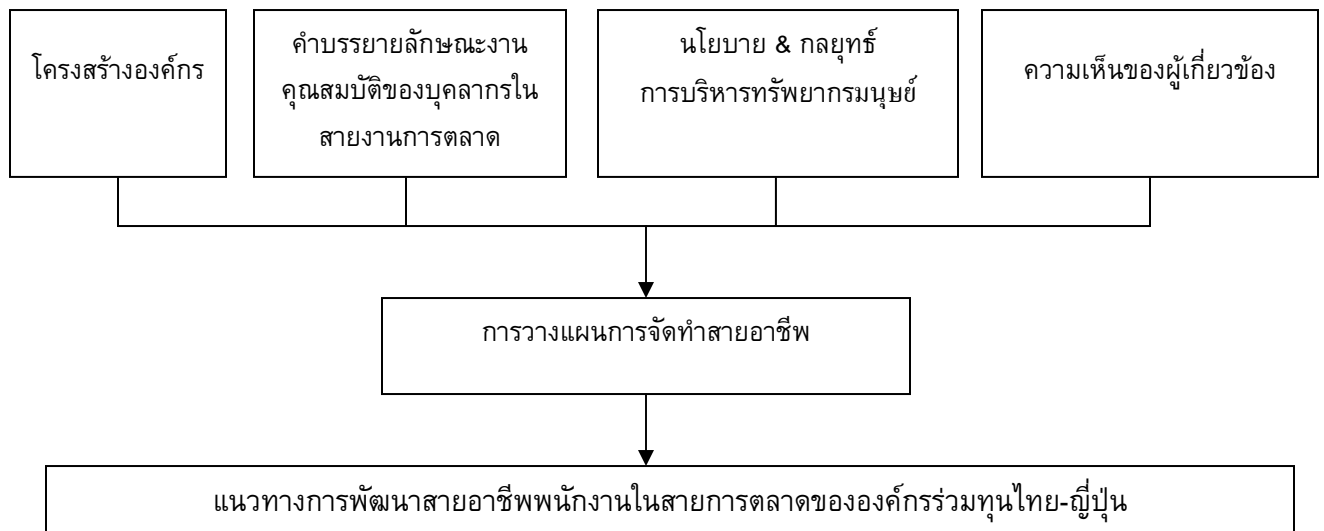 โครงสร้างองค์กร
คำบรรยายลักษณะงาน
คุณสมบัติของบุคลากรใน
สายงานการตลาด
นโยบาย & กลยุทธ์
การบริหารทรัพยากรมนุษย์
ความเห็นของผู้เกี่ยวข้อง
การวางแผนการจัดทำสายอาชีพ
แนวทางการพัฒนาสายอาชีพพนักงานในสายการตลาดขององค์กรร่วมทุนไทย-ญี่ปุ่น